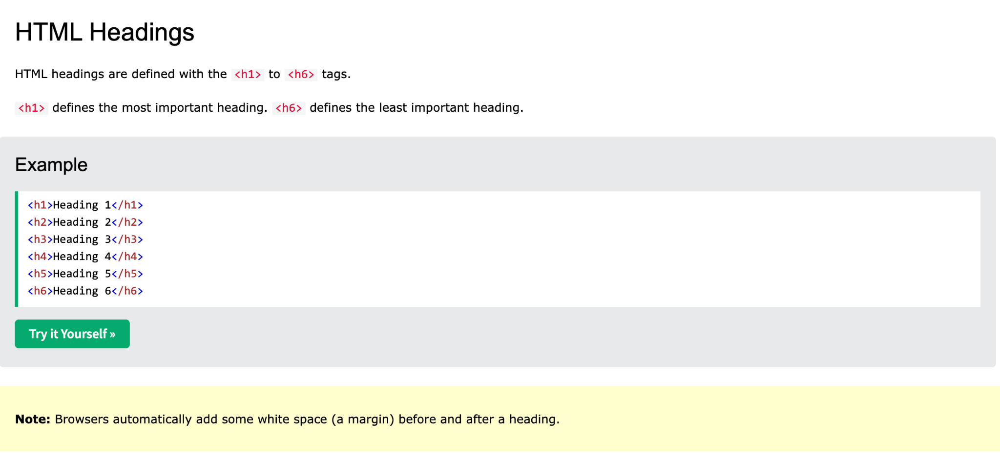 HTML Headings
HTML headings are defined with the <h1> to <h6> tags.
<h1> defines the most important heading. <h6> defines the least important heading.
Example
<h1>Heading 1</h1>
<h2>Heading 2</h2>
<h3>Heading 3</h3>
<h4>Heading 4</h4>
<h5>Heading 5</h5>
<h6>Heading 6</h6>
Try it Yourself »
Note: Browsers automatically add some white space (a margin) before and after a heading.